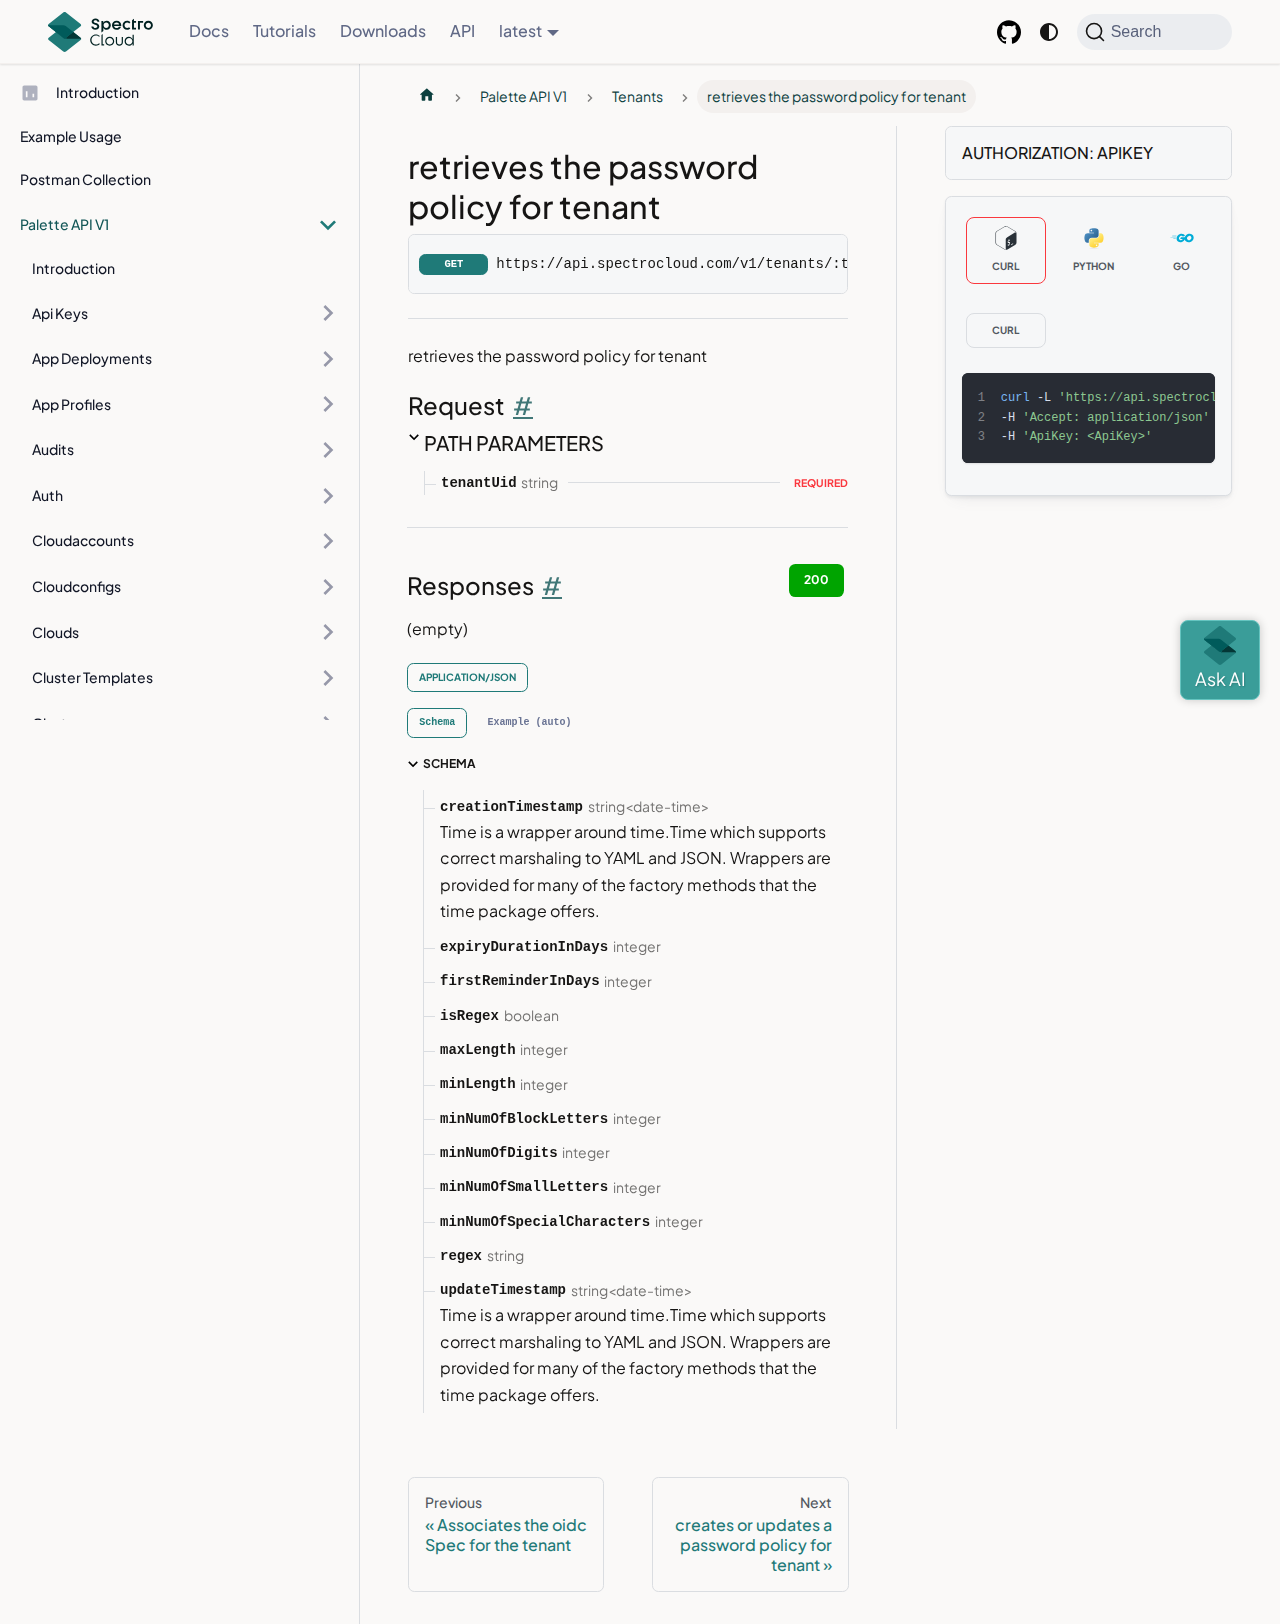 Spectro Cloud
Docs
Tutorials
Downloads
API
latest
Search
Introduction
Example Usage
Postman Collection
Palette API V1
Introduction
Api Keys
App Deployments
App Profiles
Audits
Auth
Cloudaccounts
Cloudconfigs
Clouds
Cluster Templates
Palette API V1
Tenants
retrieves the password policy for tenant
retrieves the password
policy for tenant
GET https://api.spectrocloud.com/v1/tenants/:t
retrieves the password policy for tenant
Request #
PATH PARAMETERS
tenantUid string REQUIRED
Responses #
200
(empty)
APPLICATION/JSON
Schema
Example (auto)
SCHEMA
creationTimestamp string<date-time>
Time is a wrapper around time.Time which supports
correct marshaling to YAML and JSON. Wrappers are
provided for many of the factory methods that the
time package offers.
expiryDurationInDays integer
firstReminderInDays integer
isRegex boolean
maxLength integer
minLength integer
minNumOfBlockLetters integer
minNumOfDigits integer
minNumOfSmallLetters integer
minNumOfSpecialCharacters integer
regex string
updateTimestamp string<date-time>
Time is a wrapper around time.Time which supports
correct marshaling to YAML and JSON. Wrappers are
provided for many of the factory methods that the
time package offers.
Previous
« Associates the oidc
Spec for the tenant
Next
creates or updates a
password policy for
tenant »
AUTHORIZATION: APIKEY
CURL
PYTHON
GO
CURL
1 curl -L 'https://api.spectrocl
2 -H 'Accept: application/json'
3 -H 'ApiKey: <ApiKey>'
Ask AI